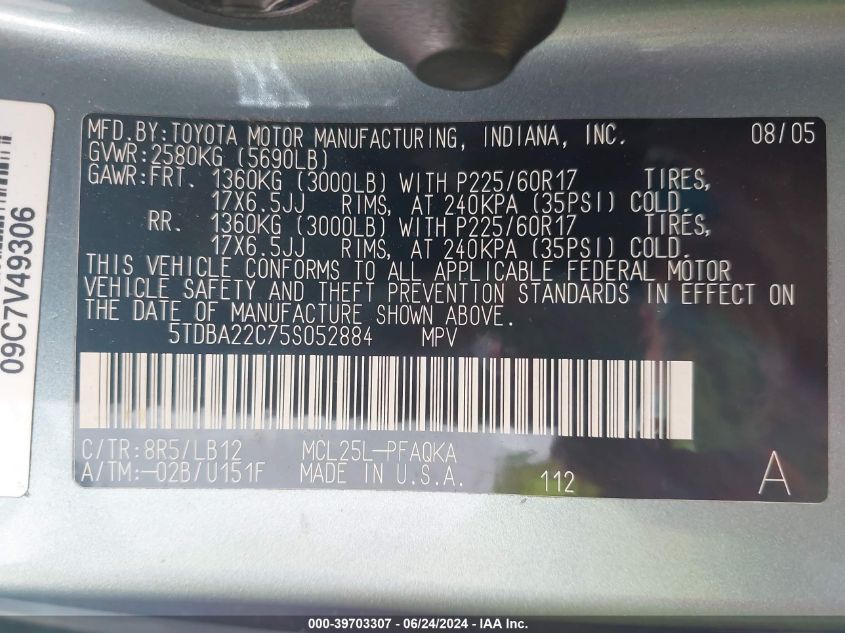 MFD.BY:TOYOTA MOTOR MANUFACTURING, INDIANA, INC. 08/05
GVWR:2580KG (5690LB)
GAWR:FRT. 1360KG (3000LB) WITH P225/60R17 TIRES,
17X6.5JJ RIMS, AT 240KPA (35PSI) COLD.
RR. 1360KG (3000LB) WITH P225/60R17 TIRES,
17X6.5JJ RIMS, AT 240KPA (35PSI) COLD.
THIS VEHICLE CONFORMS TO ALL APPLICABLE FEDERAL MOTOR
VEHICLE SAFETY AND THEFT PREVENTION STANDARDS IN EFFECT ON
THE DATE OF MANUFACTURE SHOWN ABOVE.
5TDBA22C75S052884 MPV
C/TR:8R5/LB12 MCL25L-PFAQKA
A/TM:-02B/U151F MADE IN U.S.A. 112 A
09C7V49306
000-39703307 - 06/24/2024 - IAA Inc.